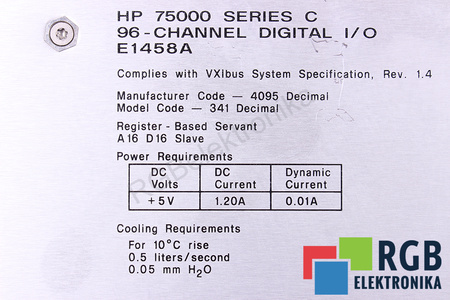 HP 75000 SERIES C
96-CHANNEL DIGITAL I/O
E1458A
Complies with VXIbus System Specification, Rev. 1.4
Manufacturer Code — 4095 Decimal
Model Code — 341 Decimal
Register-Based Servant
A16 D16 Slave
Power Requirements
DC Volts DC Current Dynamic Current
+5V 1.20A 0.01A
Cooling Requirements
For 10°C rise
0.5 liters/second
0.05 mm H₂O
RGB
ELEKTRONIKA
RGBelektronika